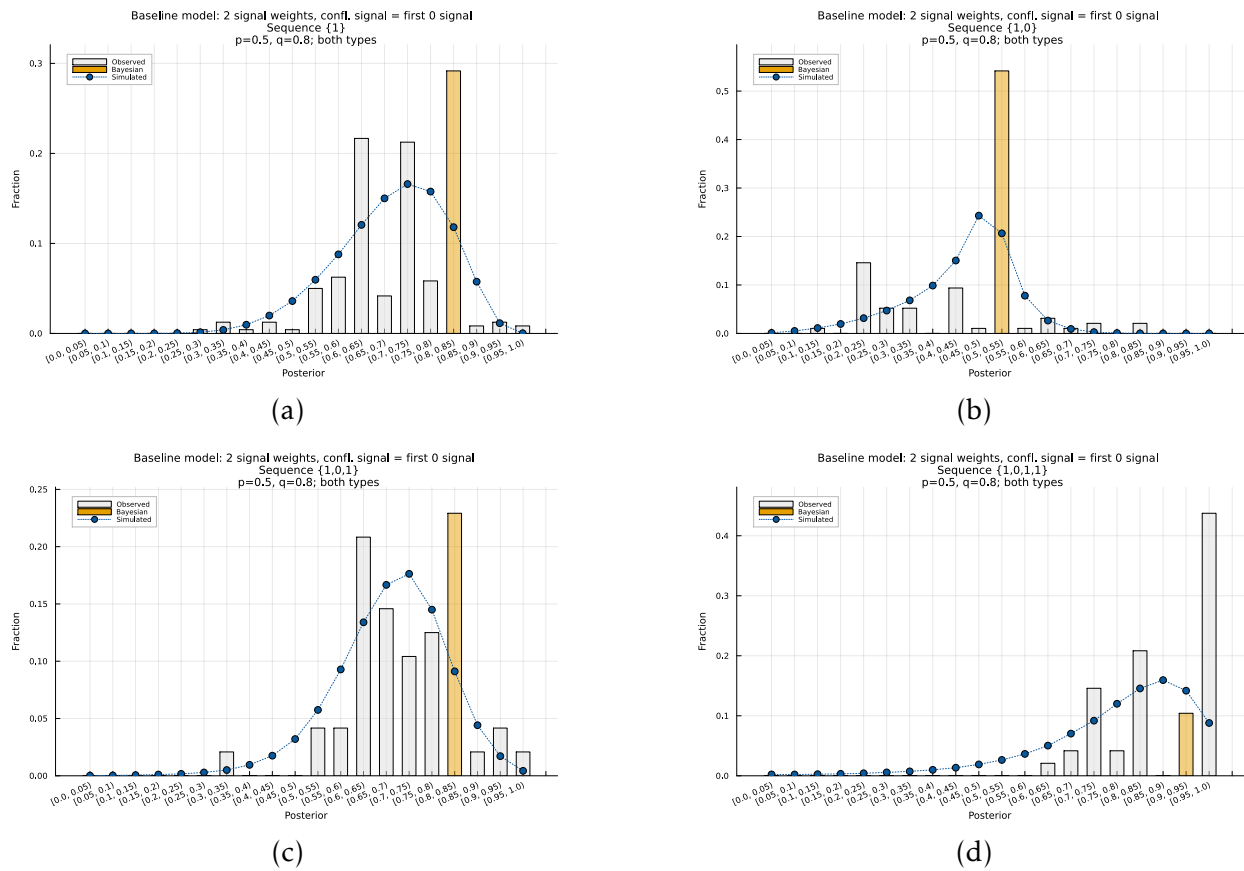 Baseline model: 2 signal weights, confl. signal = first 0 signal
Sequence {1}
p=0.5, q=0.8; both types
Observed
Bayesian
Simulated
0.3
0.2
0.1
0.0
Fraction
[0.0, 0.05)
[0.05, 0.1)
[0.1, 0.15)
[0.15, 0.2)
[0.2, 0.25)
[0.25, 0.3)
[0.3, 0.35)
[0.35, 0.4)
[0.4, 0.45)
[0.45, 0.5)
[0.5, 0.55)
[0.55, 0.6)
[0.6, 0.65)
[0.65, 0.7)
[0.7, 0.75)
[0.75, 0.8)
[0.8, 0.85)
[0.85, 0.9)
[0.9, 0.95)
[0.95, 1.0)
Posterior
(a)
Baseline model: 2 signal weights, confl. signal = first 0 signal
Sequence {1,0}
p=0.5, q=0.8; both types
Observed
Bayesian
Simulated
0,5
0.4
0.3
0.2
0.1
0.0
Fraction
[0.0, 0.05)
[0.05, 0.1)
[0.1, 0.15)
[0.15, 0.2)
[0.2, 0.25)
[0.25, 0.3)
[0.3, 0.35)
[0.35, 0.4)
[0.4, 0.45)
[0.45, 0.5)
[0.5, 0.55)
[0.55, 0.6)
[0.6, 0.65)
[0.65, 0.7)
[0.7, 0.75)
[0.75, 0.8)
[0.8, 0.85)
[0.85, 0.9)
[0.9, 0.95)
[0.95, 1.0)
Posterior
(b)
Baseline model: 2 signal weights, confl. signal = first 0 signal
Sequence {1,0,1}
p=0.5, q=0.8; both types
Observed
Bayesian
Simulated
0.25
0.20
0.15
0.10
0.05
0.00
Fraction
[0.0, 0.05)
[0.05, 0.1)
[0.1, 0.15)
[0.15, 0.2)
[0.2, 0.25)
[0.25, 0.3)
[0.3, 0.35)
[0.35, 0.4)
[0.4, 0.45)
[0.45, 0.5)
[0.5, 0.55)
[0.55, 0.6)
[0.6, 0.65)
[0.65, 0.7)
[0.7, 0.75)
[0.75, 0.8)
[0.8, 0.85)
[0.85, 0.9)
[0.9, 0.95)
[0.95, 1.0)
Posterior
(c)
Baseline model: 2 signal weights, confl. signal = first 0 signal
Sequence {1,0,1,1}
p=0.5, q=0.8; both types
Observed
Bayesian
Simulated
0.4
0.3
0.2
0.1
0.0
Fraction
[0.0, 0.05)
[0.05, 0.1)
[0.1, 0.15)
[0.15, 0.2)
[0.2, 0.25)
[0.25, 0.3)
[0.3, 0.35)
[0.35, 0.4)
[0.4, 0.45)
[0.45, 0.5)
[0.5, 0.55)
[0.55, 0.6)
[0.6, 0.65)
[0.65, 0.7)
[0.7, 0.75)
[0.75, 0.8)
[0.8, 0.85)
[0.85, 0.9)
[0.9, 0.95)
[0.95, 1.0)
Posterior
(d)